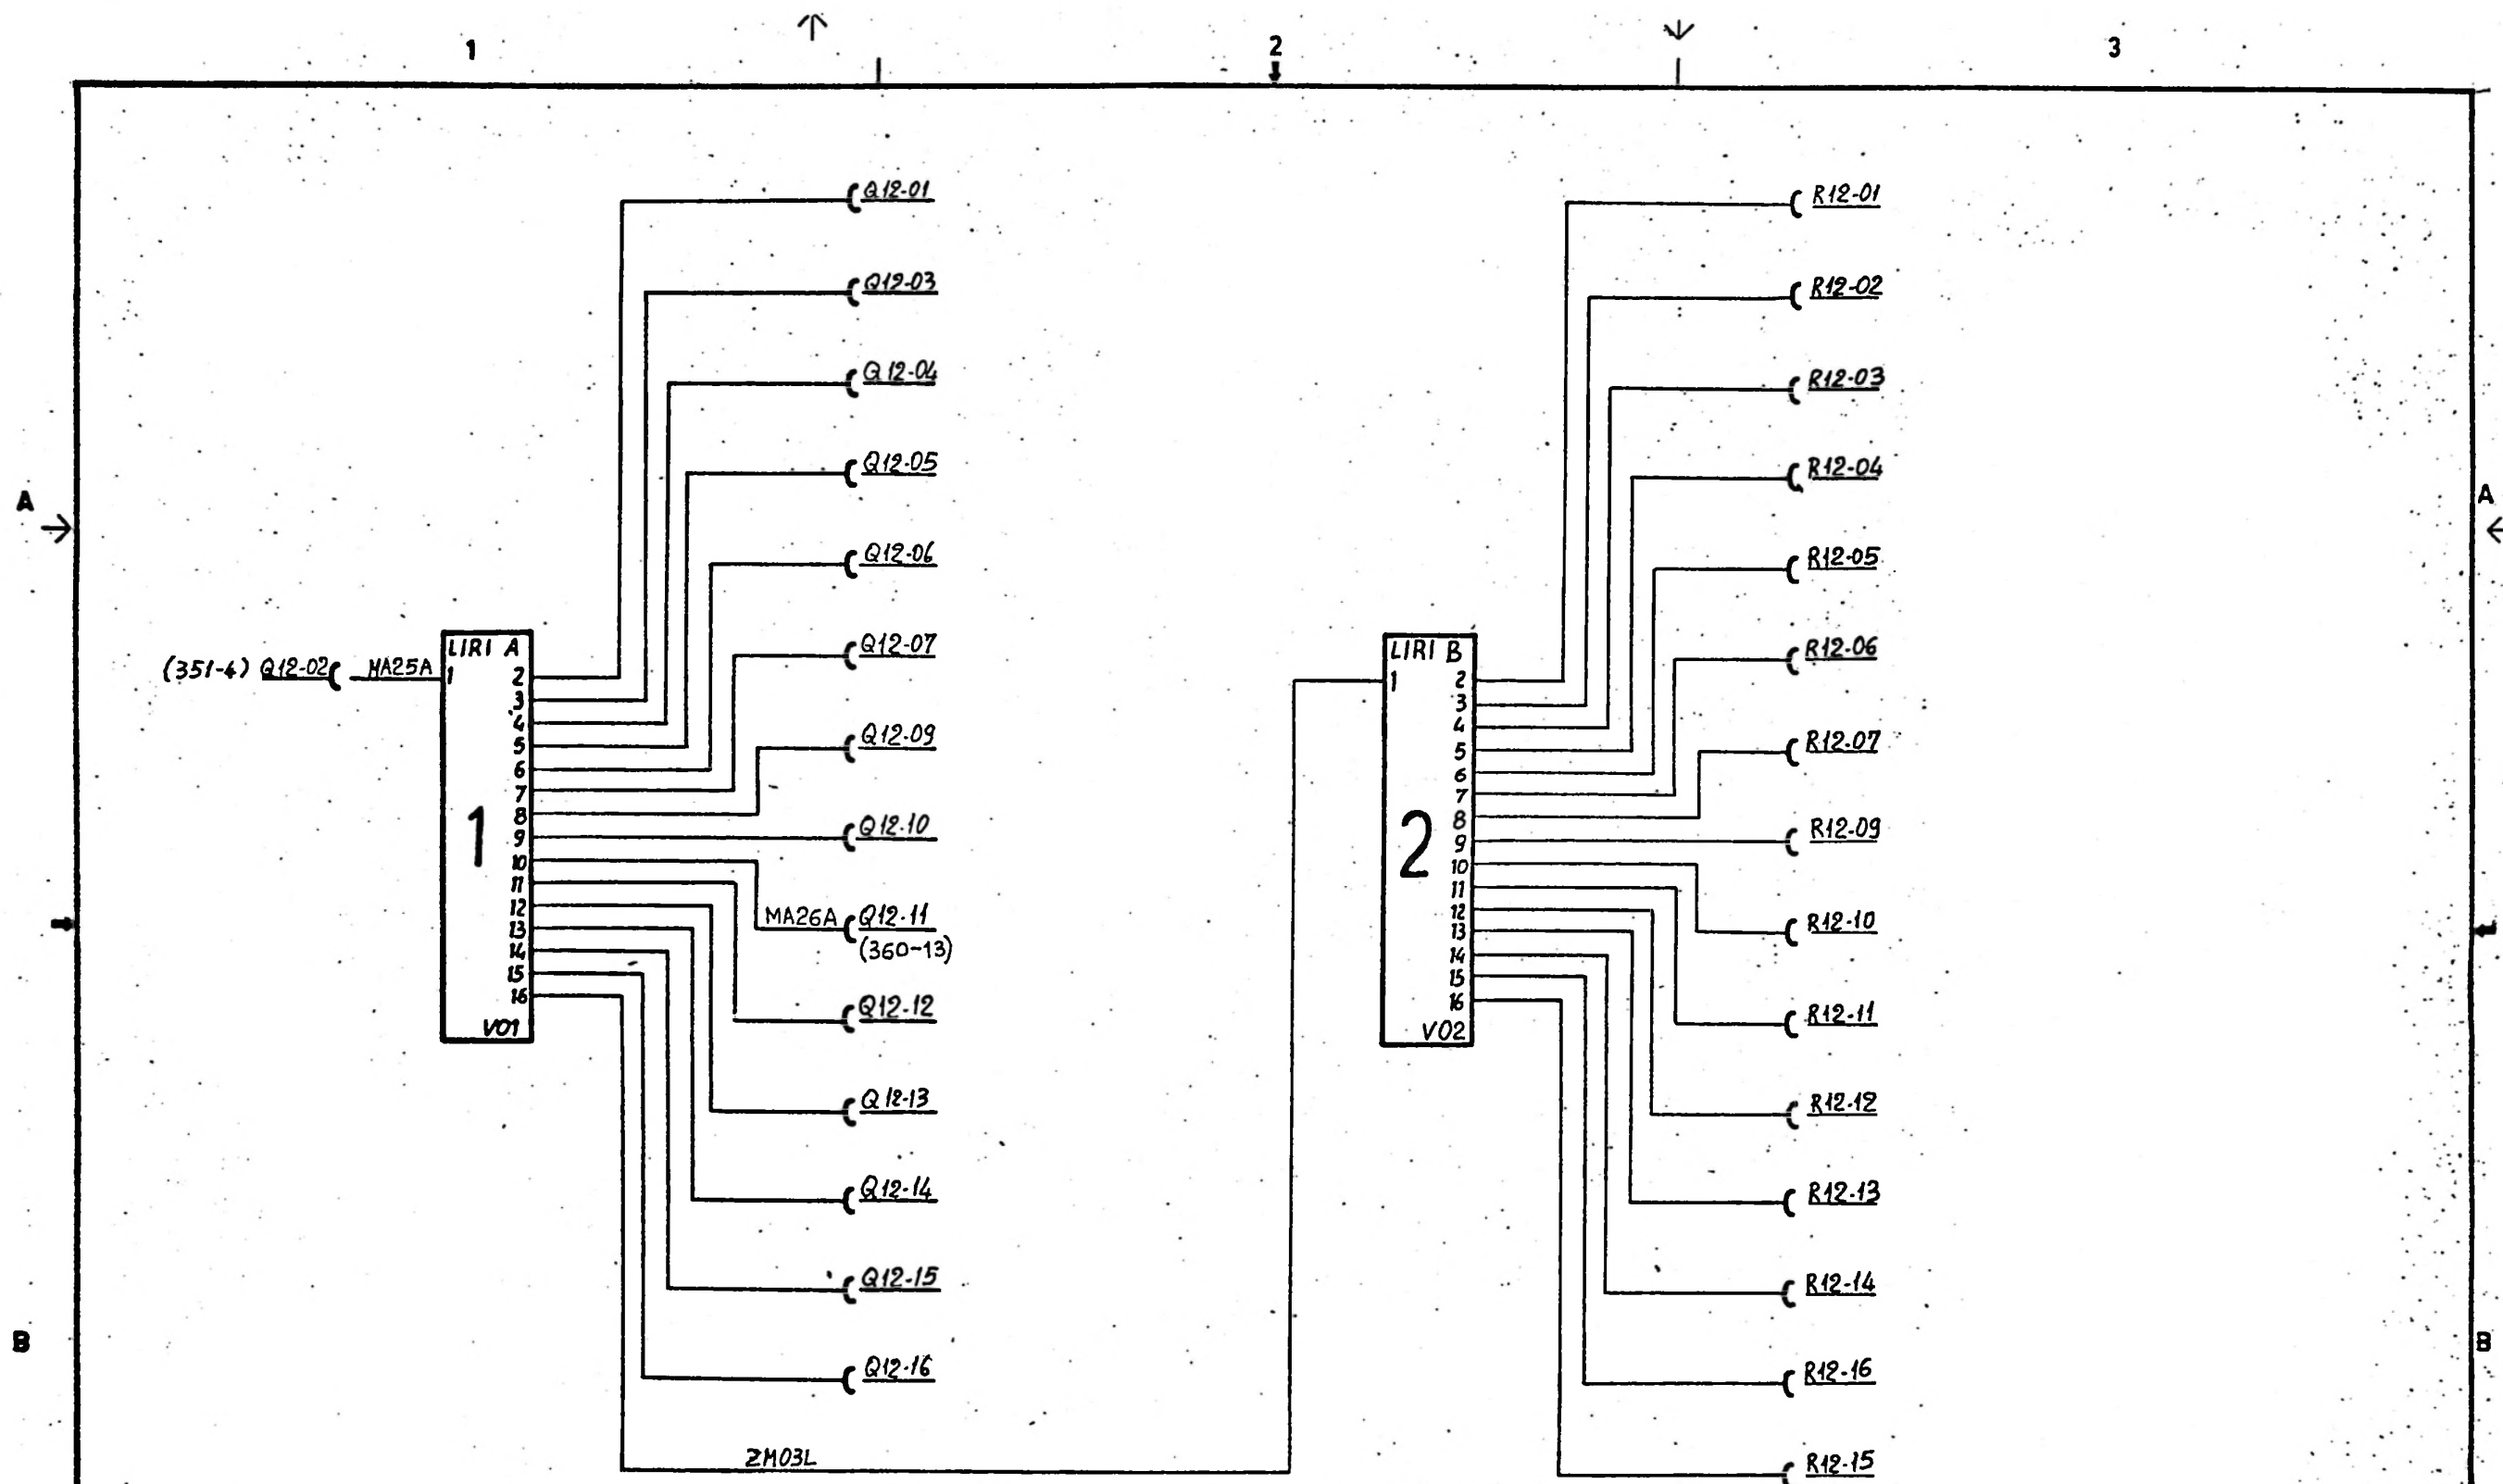 1 2 3
Q12-01
Q12-03
Q12-04
Q12-05
Q12-06
Q12-07
Q12-09
Q12-10
MA26A Q12-11
(360-13)
Q12-12
Q12-13
Q12-14
Q12-15
Q12-16
A
(351-4) Q12-02 MA25A
LIRI A
1 2
3
4
5
6
7
8
9
10
11
12
13
14
15
16
1
V01
ZM03L
B
R12-01
R12-02
R12-03
R12-04
R12-05
R12-06
R12-07
R12-09
R12-10
R12-11
R12-12
R12-13
R12-14
R12-16
R12-15
LIRI B
1 2
3
4
5
6
7
8
9
10
11
12
13
14
15
16
2
V02
A
B